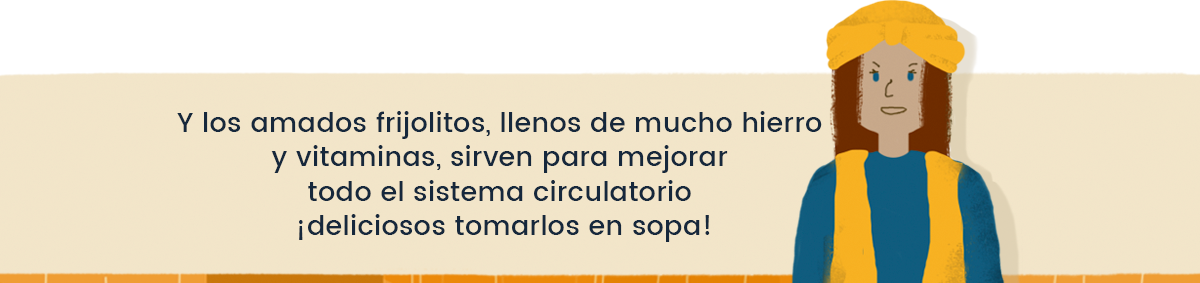 Y los amados frijolitos, llenos de mucho hierro
y vitaminas, sirven para mejorar
todo el sistema circulatorio
¡deliciosos tomarlos en sopa!